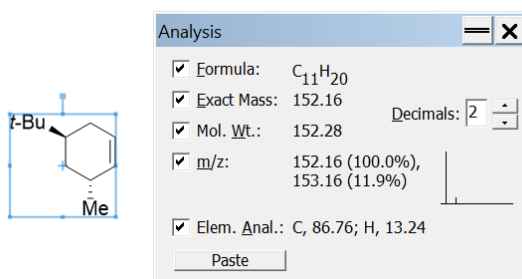 Analysis
Formula: C11H20
Exact Mass: 152.16
Decimals: 2
Mol. Wt.: 152.28
m/z: 152.16 (100.0%),
153.16 (11.9%)
Elem. Anal.: C, 86.76; H, 13.24
Paste
t-Bu
Me